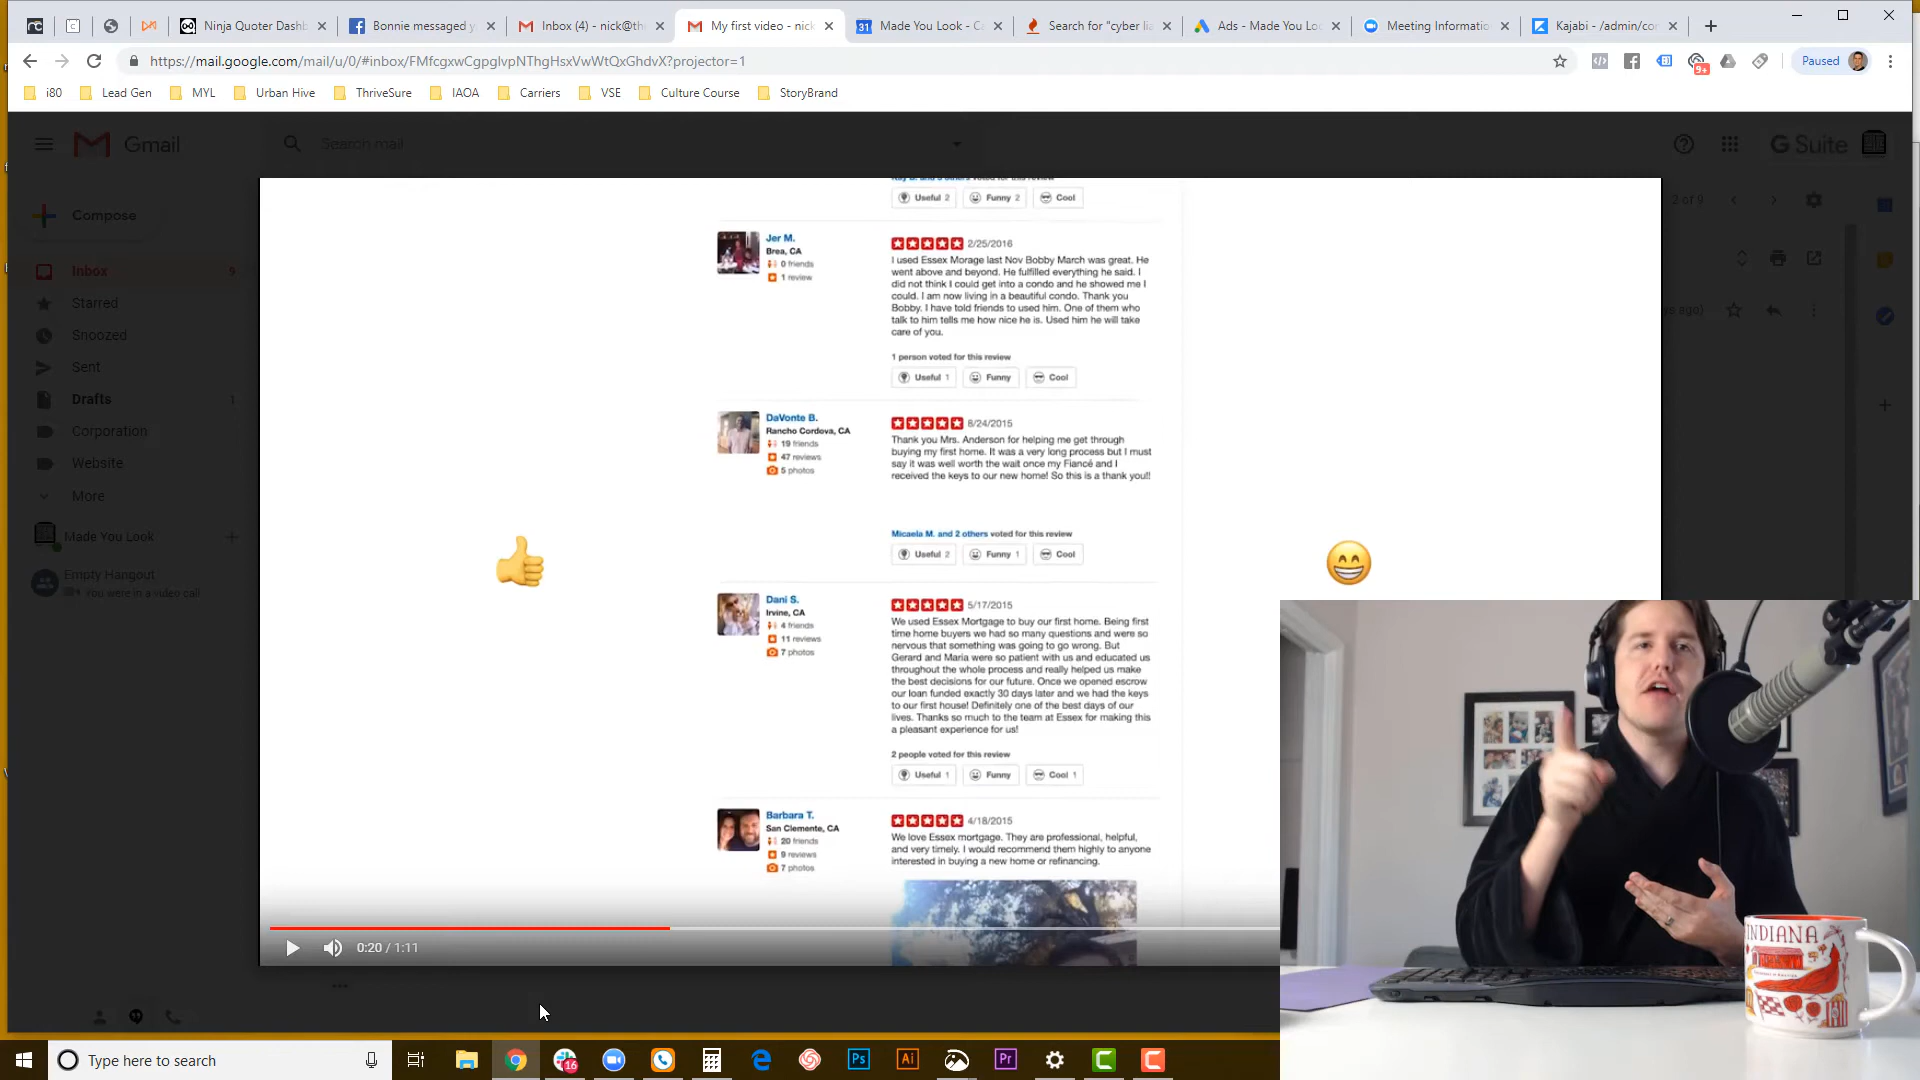 Ninja Quoter Dashb
Bonnie messaged y
Inbox (4) - nick@th
My first video - nick
31
Made You Look - C
Search for "cyber lia
Ads - Made You Lo
Meeting Informatio
Kajabi - /admin/con
https://mail.google.com/mail/u/0/#inbox/FMfcgxwCgpglvpNThgHsxVwWtQxGhdvX?projector=1
9+
Paused
i80
Lead Gen
MYL
Urban Hive
ThriveSure
IAOA
Carriers
VSE
Culture Course
StoryBrand
Gmail
Search mail
G Suite
Compose
2 of 9
Inbox 9
Starred
Snoozed
Sent
Drafts 1
Corporation
Website
More
Made You Look
Empty Hangout
You were in a video call
Useful 2 Funny 2 Cool
Jer M.
Brea, CA
0 friends
1 review
2/25/2016
I used Essex Morage last Nov Bobby March was great. He
went above and beyond. He fulfilled everything he said. I
did not think I could get into a condo and he showed me I
could. I am now living in a beautiful condo. Thank you
Bobby. I have told friends to used him. One of them who
talk to him tells me how nice he is. Used him he will take
care of you.
1 person voted for this review
Useful 1 Funny Cool
DaVonte B.
Rancho Cordova, CA
19 friends
47 reviews
5 photos
8/24/2015
Thank you Mrs. Anderson for helping me get through
buying my first home. It was a very long process but I must
say it was well worth the wait once my Fiancé and I
received the keys to our new home! So this is a thank you!!
Micaela M. and 2 others voted for this review
Useful 2 Funny 1 Cool
Dani S.
Irvine, CA
4 friends
11 reviews
7 photos
5/17/2015
We used Essex Mortgage to buy our first home. Being first
time home buyers we had so many questions and were so
nervous that something was going to go wrong. But
Gerard and Maria were so patient with us and educated us
throughout the whole process and really helped us make
the best decisions for our future. Once we opened escrow
our loan funded exactly 30 days later and we had the keys
to our first house! Definitely one of the best days of our
lives. Thanks so much to the team at Essex for making this
a pleasant experience for us!
2 people voted for this review
Useful 1 Funny Cool 1
Barbara T.
San Clemente, CA
20 friends
9 reviews
7 photos
4/18/2015
We love Essex mortgage. They are professional, helpful,
and very timely. I would recommend them highly to anyone
interested in buying a new home or refinancing.
0:20 / 1:11
INDIANA
Type here to search
16
Ps
Ai
Pr